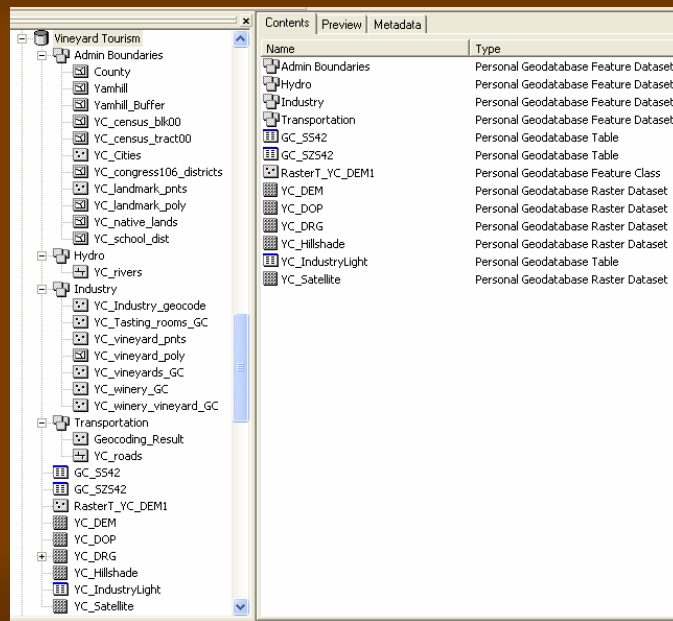 Vineyard Tourism
Admin Boundaries
County
Yamhill
Yamhill_Buffer
YC_census_blk00
YC_census_tract00
YC_Cities
YC_congress106_districts
YC_landmark_pnts
YC_landmark_poly
YC_native_lands
YC_school_dist
Hydro
YC_rivers
Industry
YC_Industry_geocode
YC_Tasting_rooms_GC
YC_vineyard_pnts
YC_vineyard_poly
YC_vineyards_GC
YC_winery_GC
YC_winery_vineyard_GC
Transportation
Geocoding_Result
YC_roads
GC_SS42
GC_SZS42
RasterT_YC_DEM1
YC_DEM
YC_DOP
YC_DRG
YC_Hillshade
YC_IndustryLight
YC_Satellite
Contents Preview Metadata
Name Type
Admin Boundaries Personal Geodatabase Feature Dataset
Hydro Personal Geodatabase Feature Dataset
Industry Personal Geodatabase Feature Dataset
Transportation Personal Geodatabase Feature Dataset
GC_SS42 Personal Geodatabase Table
GC_SZS42 Personal Geodatabase Table
RasterT_YC_DEM1 Personal Geodatabase Feature Class
YC_DEM Personal Geodatabase Raster Dataset
YC_DOP Personal Geodatabase Raster Dataset
YC_DRG Personal Geodatabase Raster Dataset
YC_Hillshade Personal Geodatabase Raster Dataset
YC_IndustryLight Personal Geodatabase Table
YC_Satellite Personal Geodatabase Raster Dataset